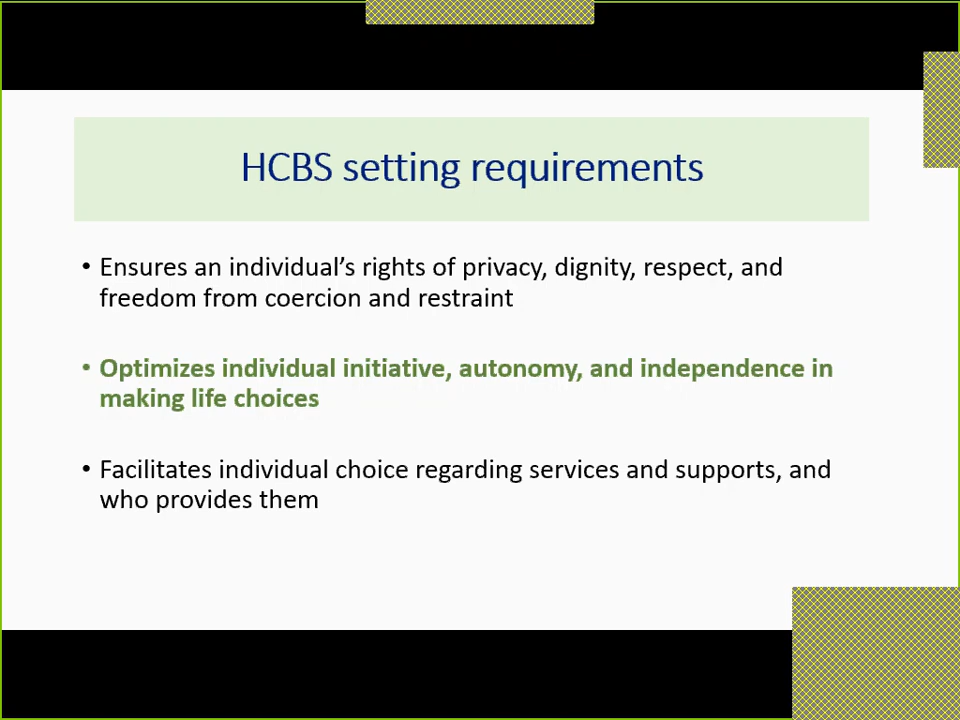 HCBS setting requirements
• Ensures an individual’s rights of privacy, dignity, respect, and
freedom from coercion and restraint
• Optimizes individual initiative, autonomy, and independence in
making life choices
• Facilitates individual choice regarding services and supports, and
who provides them